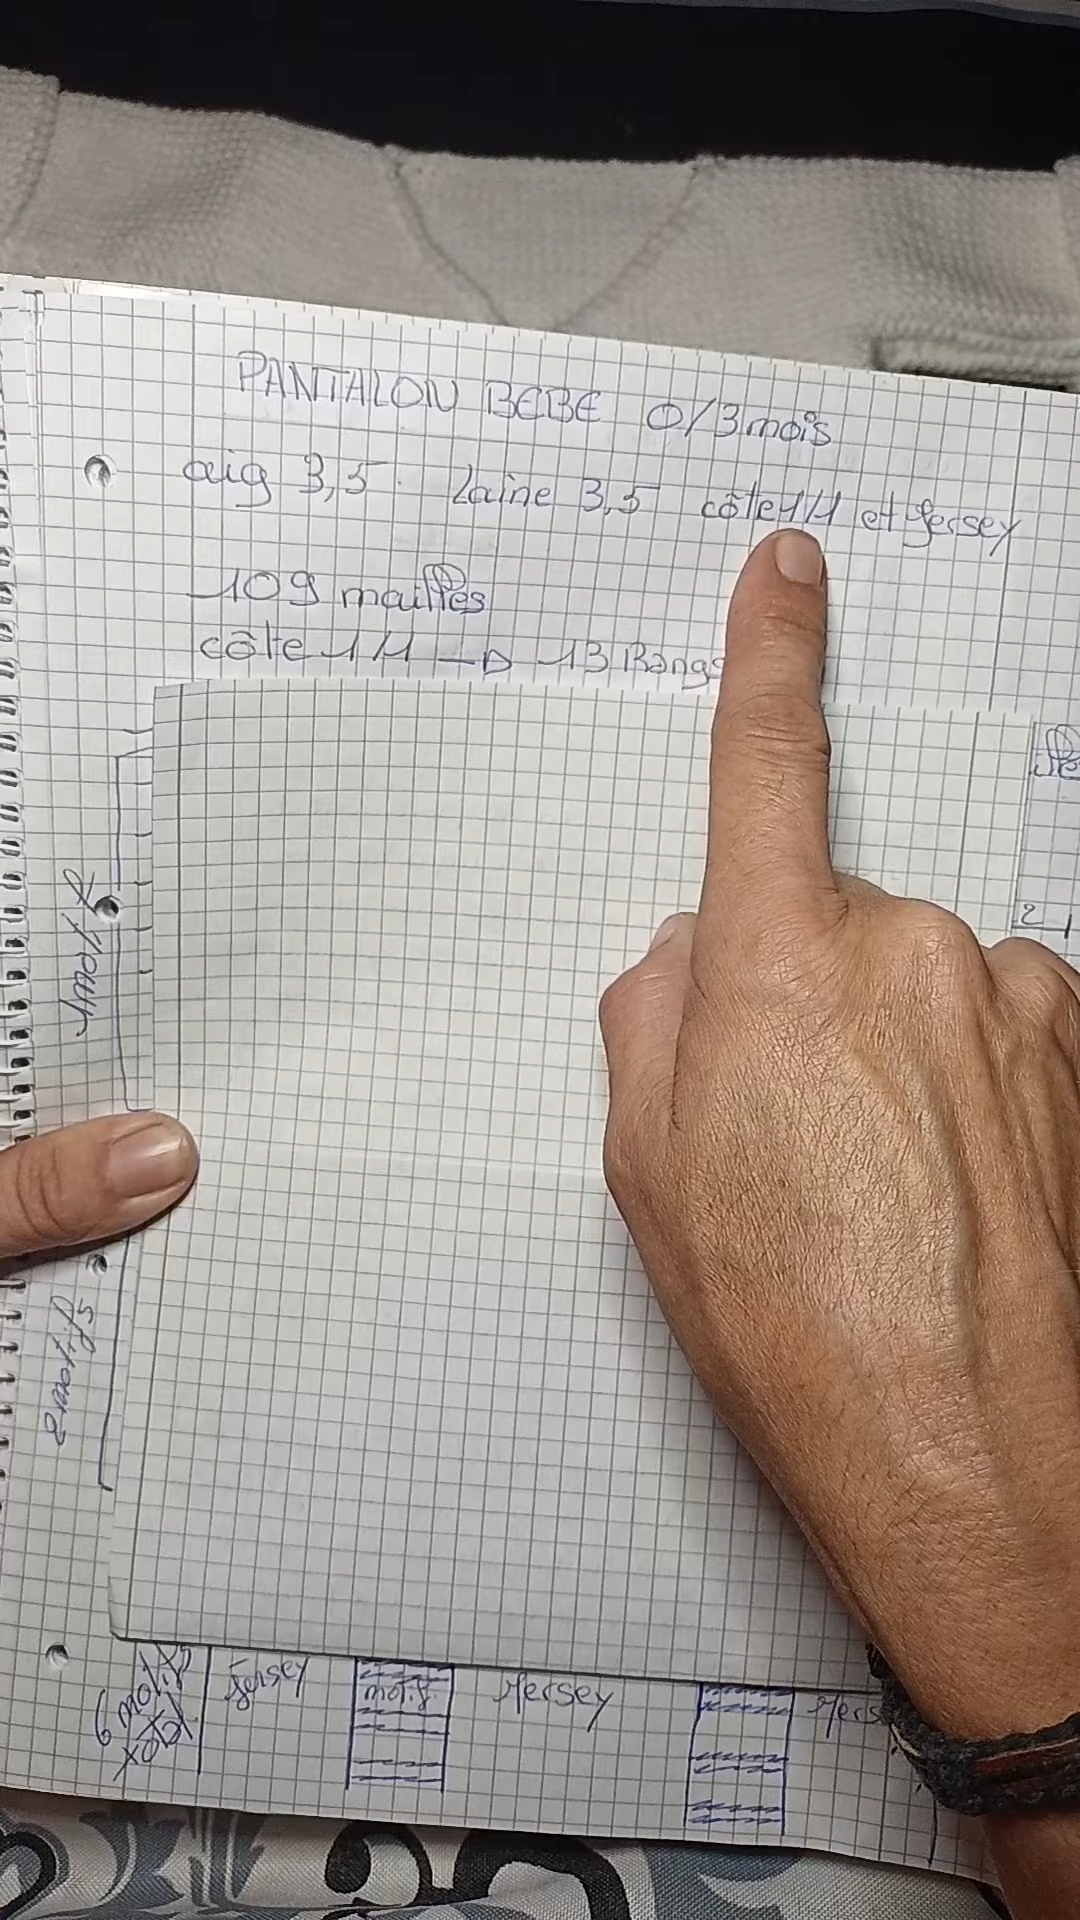 PANTALON BEBE 0/3 mois
aig 3,5 Laine 3,5 côte 1/1 et Jersey
109 mailles
côte 1/1 → 13 Rangs
2
1 motif
2 motifs
6 motifs
Jersey
motif
Jersey